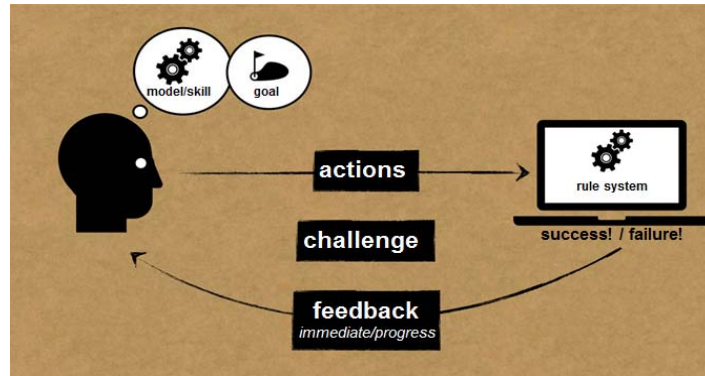 model/skill
goal
actions
rule system
challenge
success! / failure!
feedback
immediate/progress